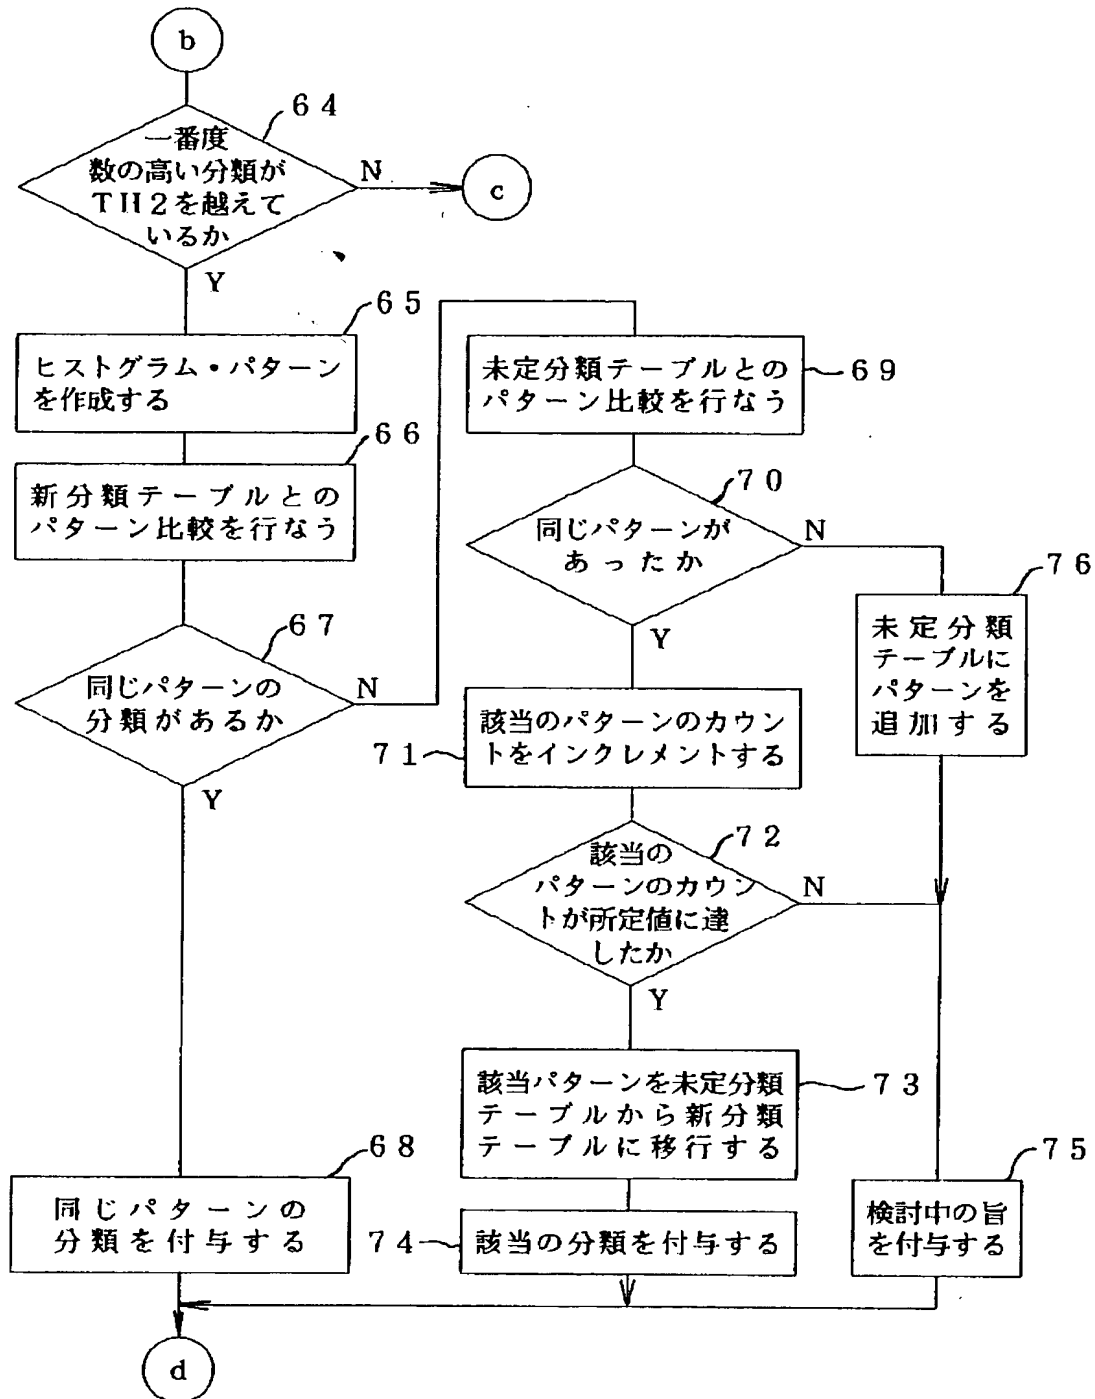 b
64
一番度
数の高い分類が
TH2を越えて
いるか
N
c
Y
65
ヒストグラム・パターン
を作成する
66
新分類テーブルとの
パターン比較を行なう
67
同じパターンの
分類があるか
N
Y
68
同じパターンの
分類を付与する
未定分類テーブルとの
パターン比較を行なう
69
70
同じパターンが
あったか
N
Y
76
未定分類
テーブルに
パターンを
追加する
71
該当のパターンのカウン
トをインクレメントする
72
該当の
パターンのカウン
トが所定値に達
したか
N
Y
73
該当パターンを未定分類
テーブルから新分類
テーブルに移行する
74
該当の分類を付与する
75
検討中の旨
を付与する
d